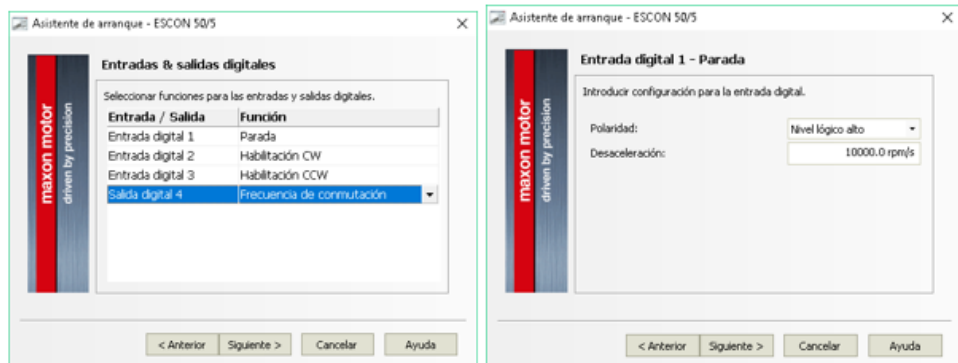 Asistente de arranque - ESCON 50/5
Entradas & salidas digitales
Seleccionar funciones para las entradas y salidas digitales.
Entrada / Salida Función
Entrada digital 1 Parada
Entrada digital 2 Habilitación CW
Entrada digital 3 Habilitación CCW
Salida digital 4 Frecuencia de conmutación
maxon motor
driven by precision
< Anterior Siguiente > Cancelar Ayuda
Asistente de arranque - ESCON 50/5
Entrada digital 1 - Parada
Introducir configuración para la entrada digital.
Polaridad: Nivel lógico alto
Desaceleración: 10000.0 rpm/s
maxon motor
driven by precision
< Anterior Siguiente > Cancelar Ayuda